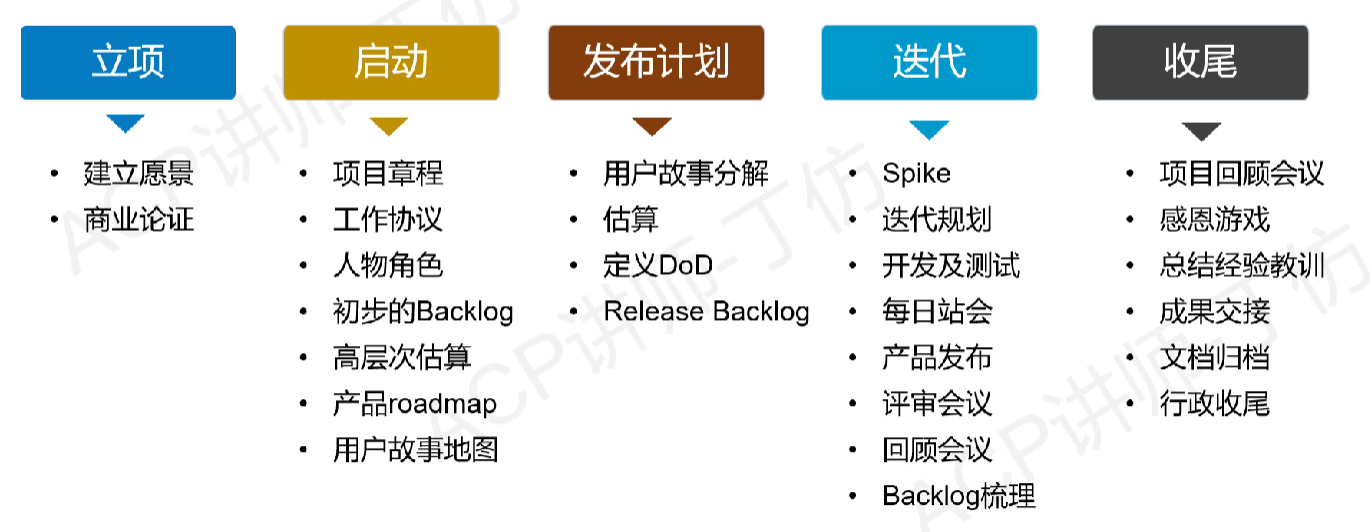 立项
建立愿景
商业论证
启动
项目章程
工作协议
人物角色
初步的Backlog
高层次估算
产品roadmap
用户故事地图
发布计划
用户故事分解
估算
定义DoD
Release Backlog
迭代
Spike
迭代规划
开发及测试
每日站会
产品发布
评审会议
回顾会议
Backlog梳理
收尾
项目回顾会议
感恩游戏
总结经验教训
成果交接
文档归档
行政收尾
ACP讲师-丁仿
ACP讲师-丁仿
ACP讲师-丁仿